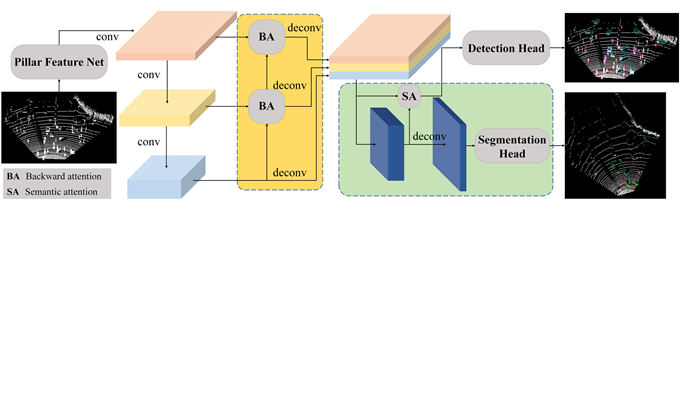 Pillar Feature Net
conv
conv
conv
BA
BA
deconv
deconv
deconv
SA
deconv
Detection Head
Segmentation
Head
BA Backward attention
SA Semantic attention